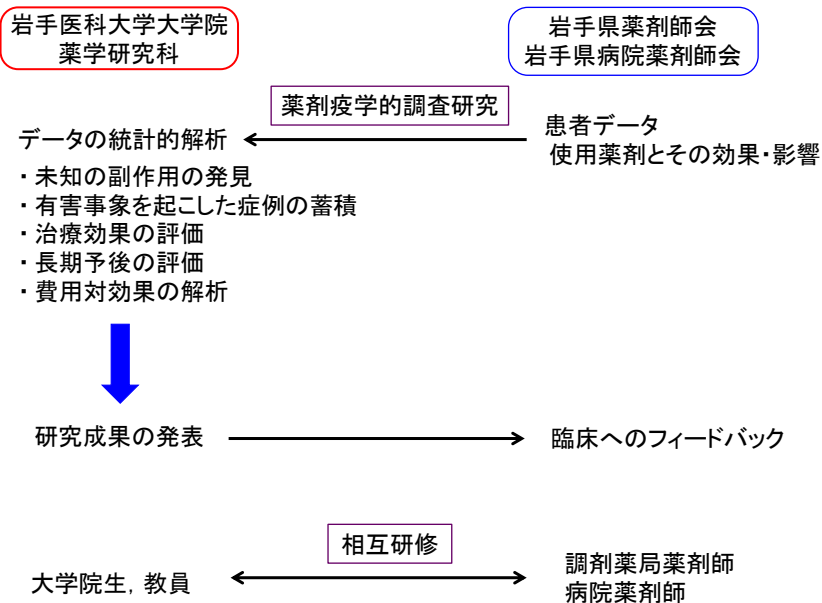 岩手医科大学大学院
薬学研究科
岩手県薬剤師会
岩手県病院薬剤師会
薬剤疫学的調査研究
データの統計的解析
患者データ
使用薬剤とその効果・影響
・未知の副作用の発見
・有害事象を起こした症例の蓄積
・治療効果の評価
・長期予後の評価
・費用対効果の解析
研究成果の発表
臨床へのフィードバック
相互研修
大学院生，教員
調剤薬局薬剤師
病院薬剤師